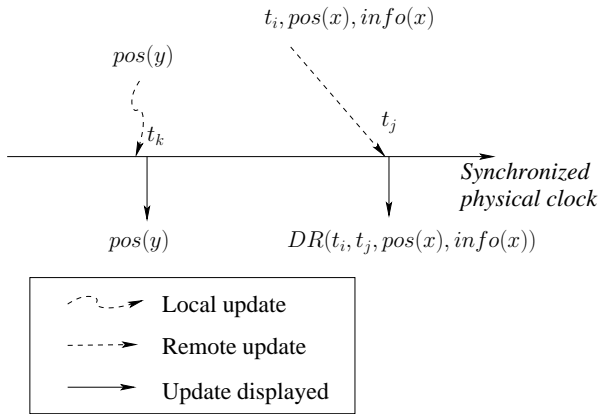 t_i, pos(x), info(x)
pos(y)
t_k
t_j
Synchronized
physical clock
pos(y)
DR(t_i, t_j, pos(x), info(x))
Local update
Remote update
Update displayed